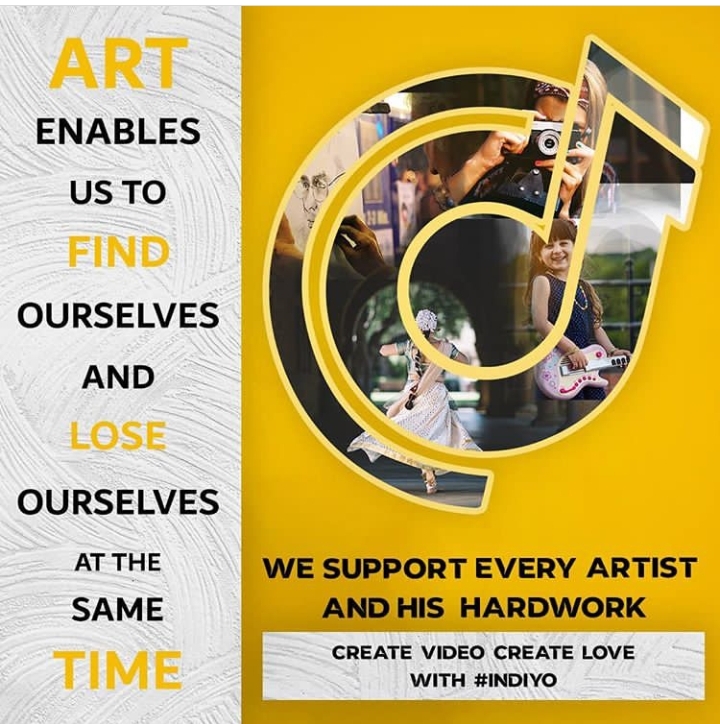 ART
ENABLES
US TO
FIND
OURSELVES
AND
LOSE
OURSELVES
AT THE
SAME
TIME
WE SUPPORT EVERY ARTIST
AND HIS HARDWORK
CREATE VIDEO CREATE LOVE
WITH #INDIYO